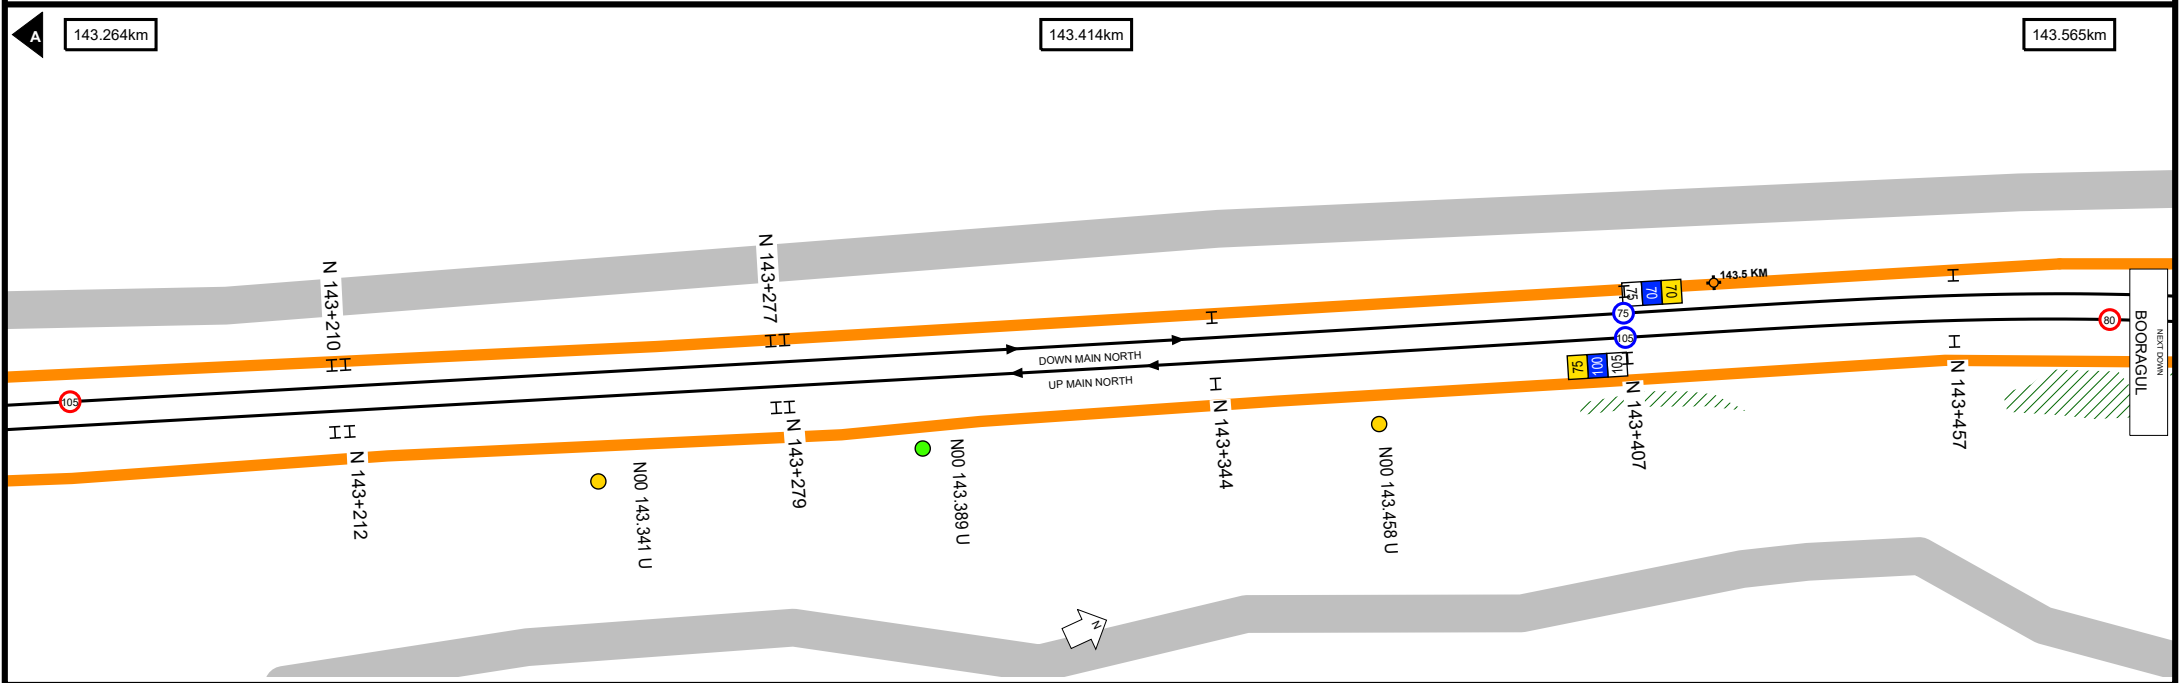 A
143.264km
143.414km
143.565km
N 143+210
N 143+277
143.5 KM
75
70
70
75
105
DOWN MAIN NORTH
UP MAIN NORTH
105
80
75
100
105
BOORAGUL
NEXT DOWN
N 143+212
N00 143.341 U
N 143+279
N00 143.389 U
N 143+344
N00 143.458 U
N 143+407
N 143+457
N